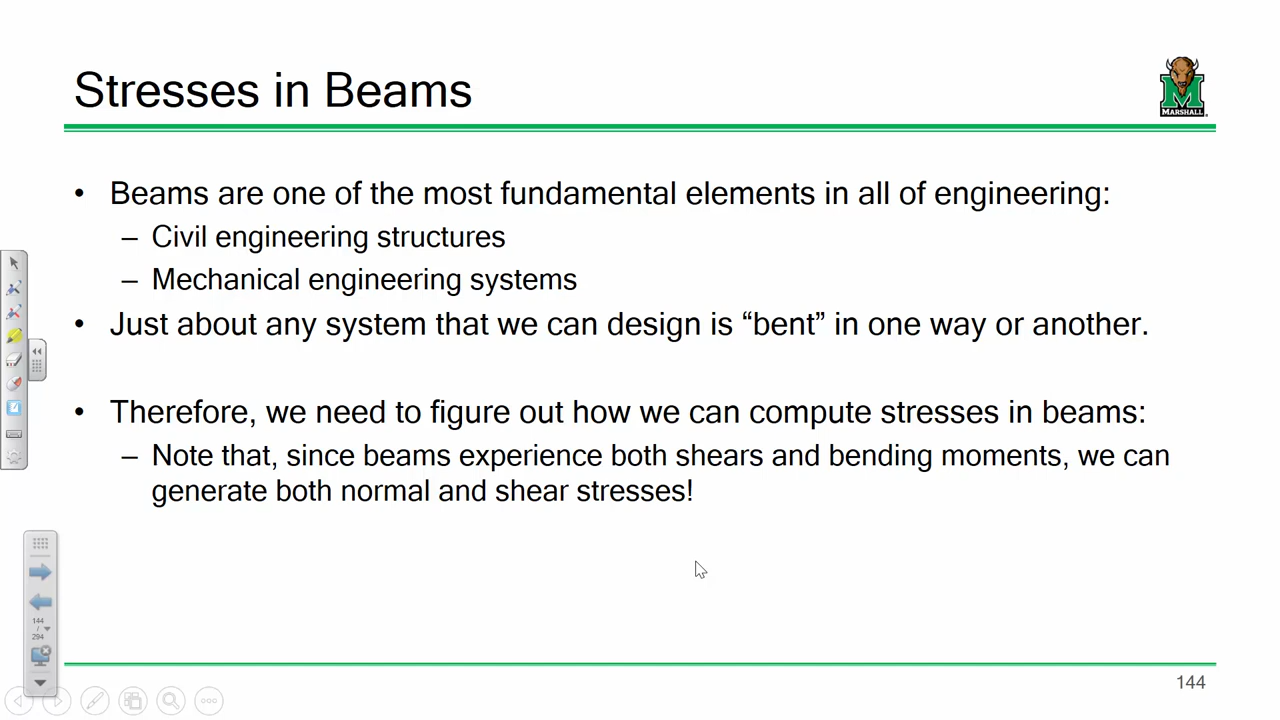 Stresses in Beams
MARSHALL
• Beams are one of the most fundamental elements in all of engineering:
– Civil engineering structures
– Mechanical engineering systems
• Just about any system that we can design is “bent” in one way or another.
• Therefore, we need to figure out how we can compute stresses in beams:
– Note that, since beams experience both shears and bending moments, we can
generate both normal and shear stresses!
144
/
294
144